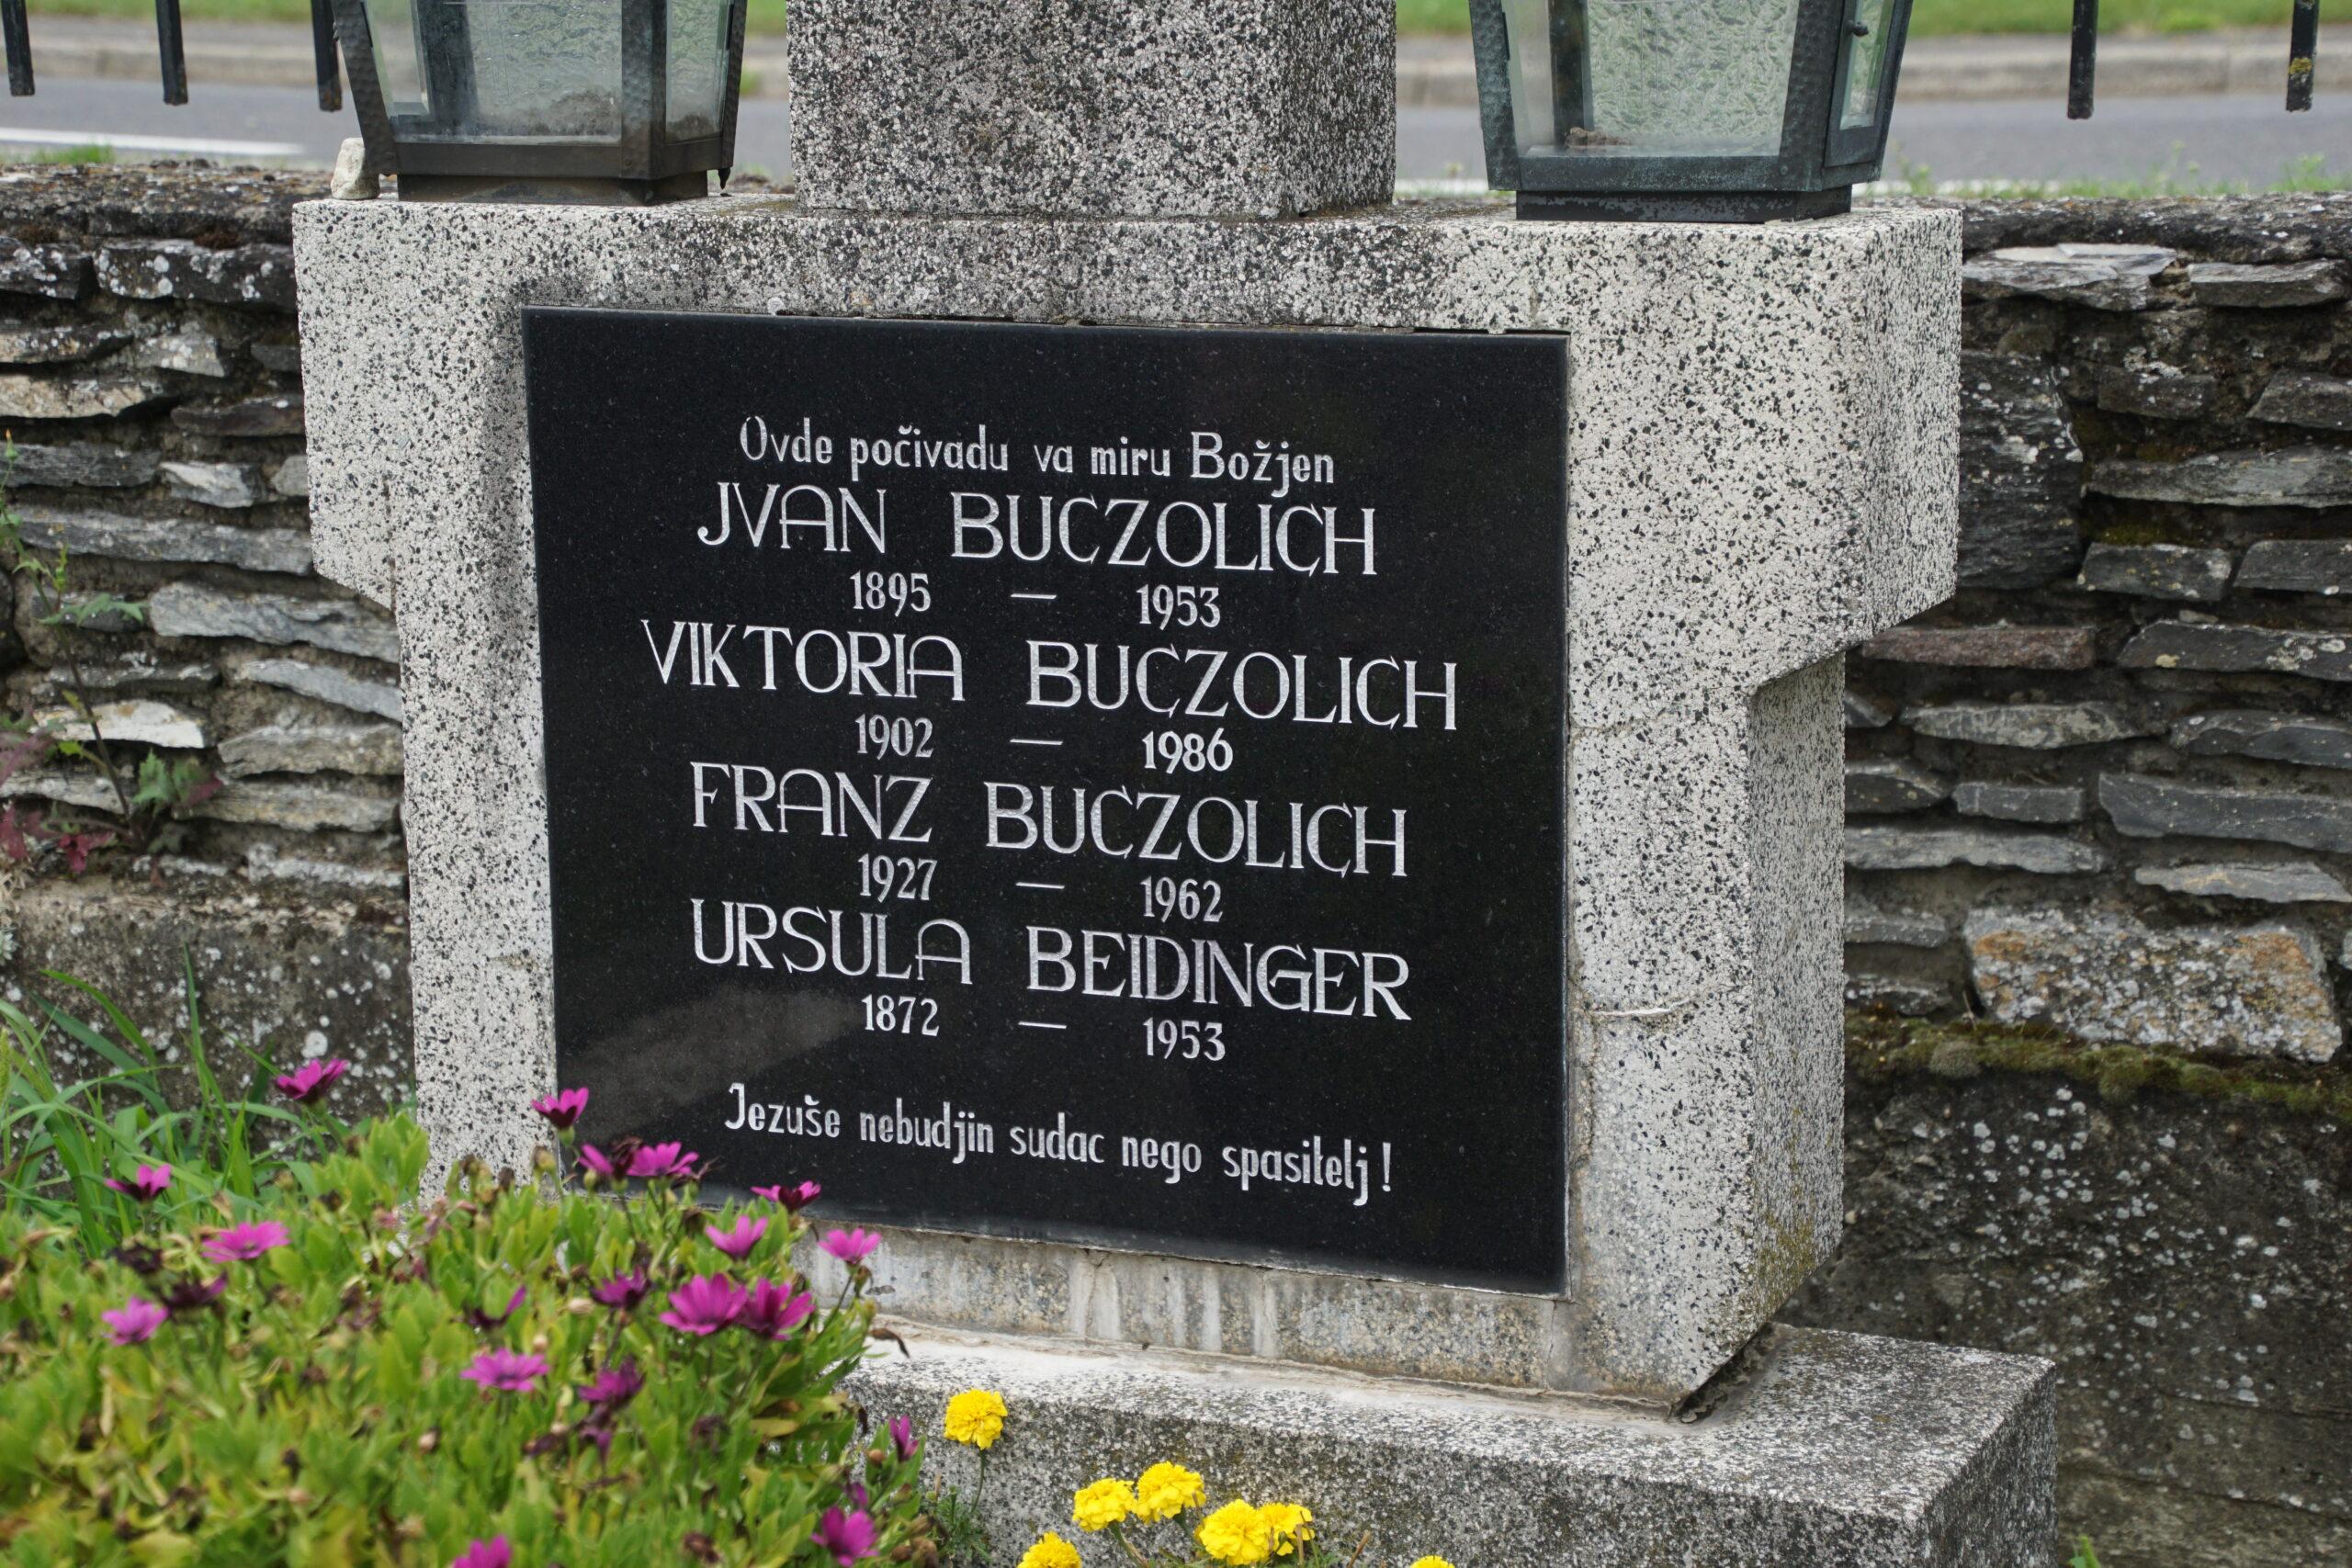 Ovde počivadu va miru Božjen
JVAN BUCZOLICH
1895 — 1953
VIKTORIA BUCZOLICH
1902 — 1986
FRANZ BUCZOLICH
1927 — 1962
URSULA BEIDINGER
1872 — 1953
Jezuše nebudjin sudac nego spasitelj!